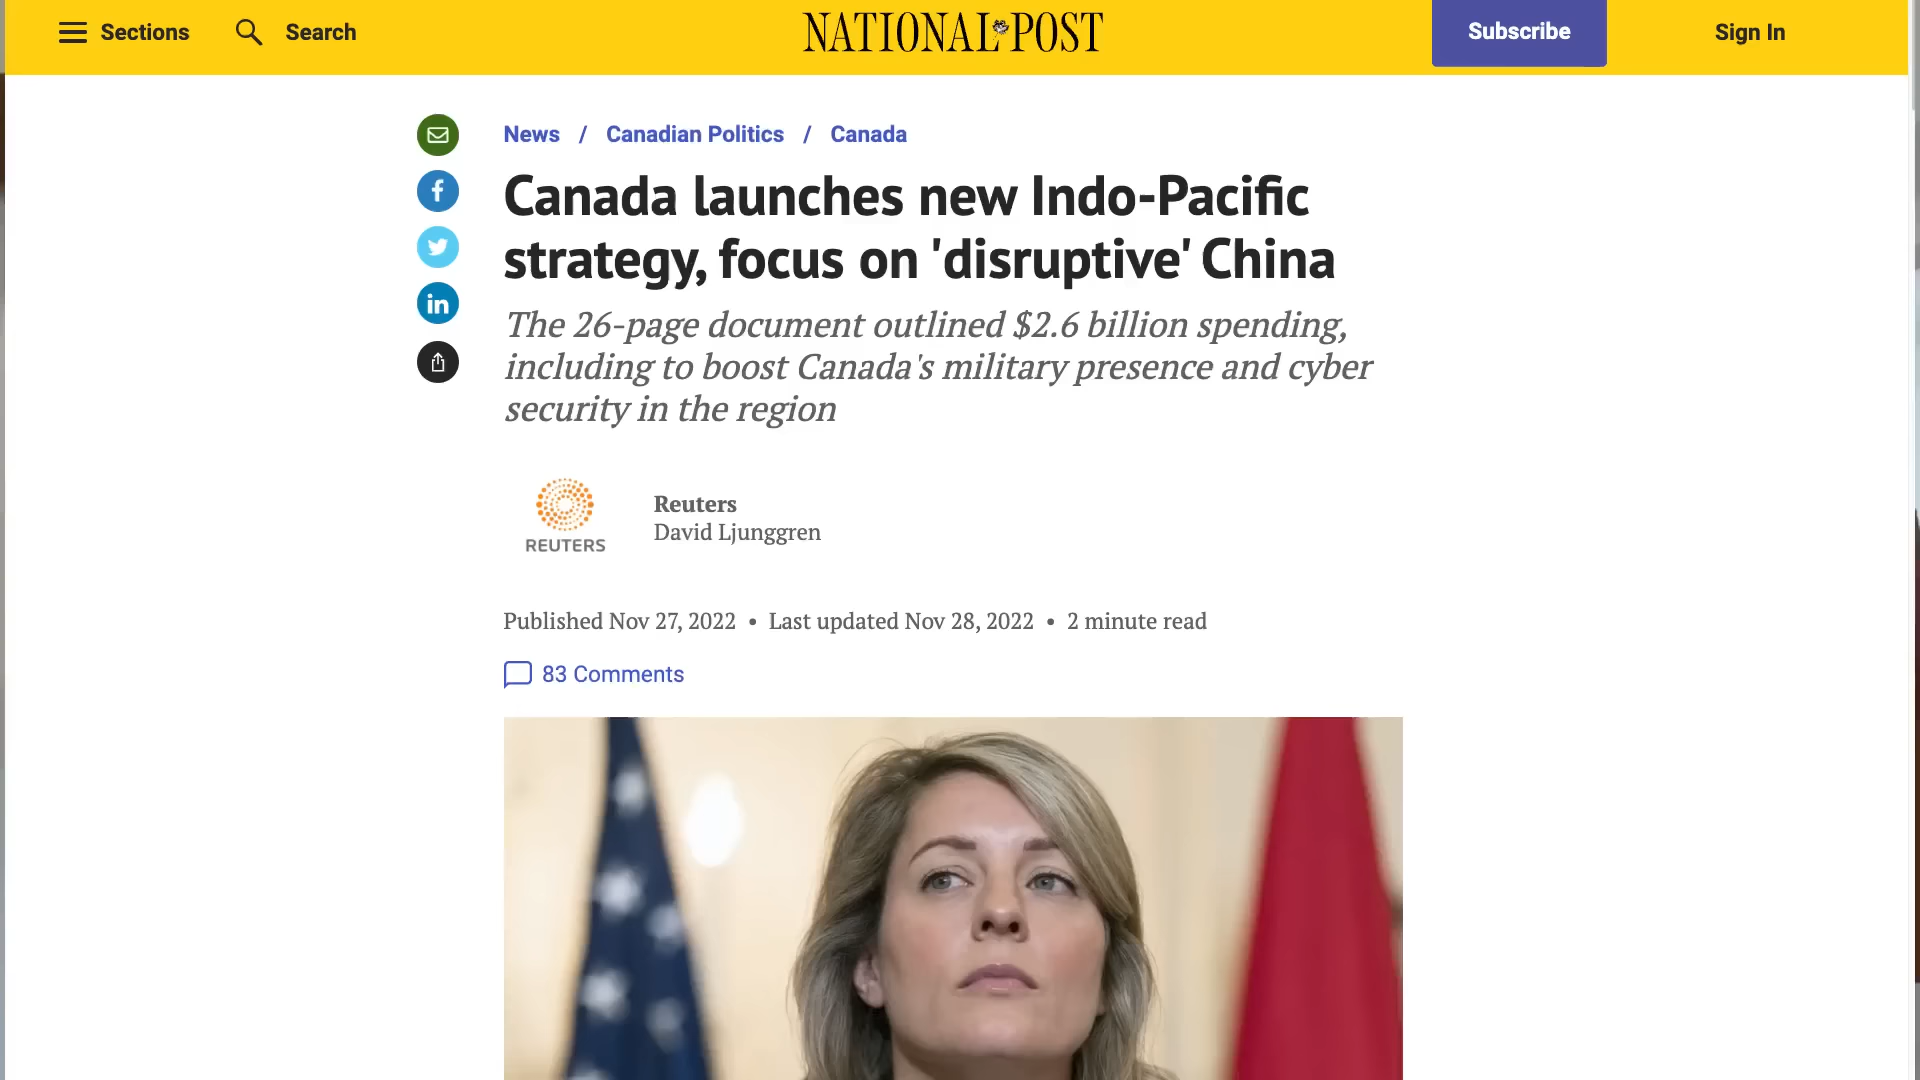 Sections
Search
NATIONAL POST
Subscribe
Sign In
News / Canadian Politics / Canada
Canada launches new Indo-Pacific
strategy, focus on 'disruptive' China
The 26-page document outlined $2.6 billion spending,
including to boost Canada's military presence and cyber
security in the region
REUTERS
Reuters
David Ljunggren
Published Nov 27, 2022 • Last updated Nov 28, 2022 • 2 minute read
83 Comments